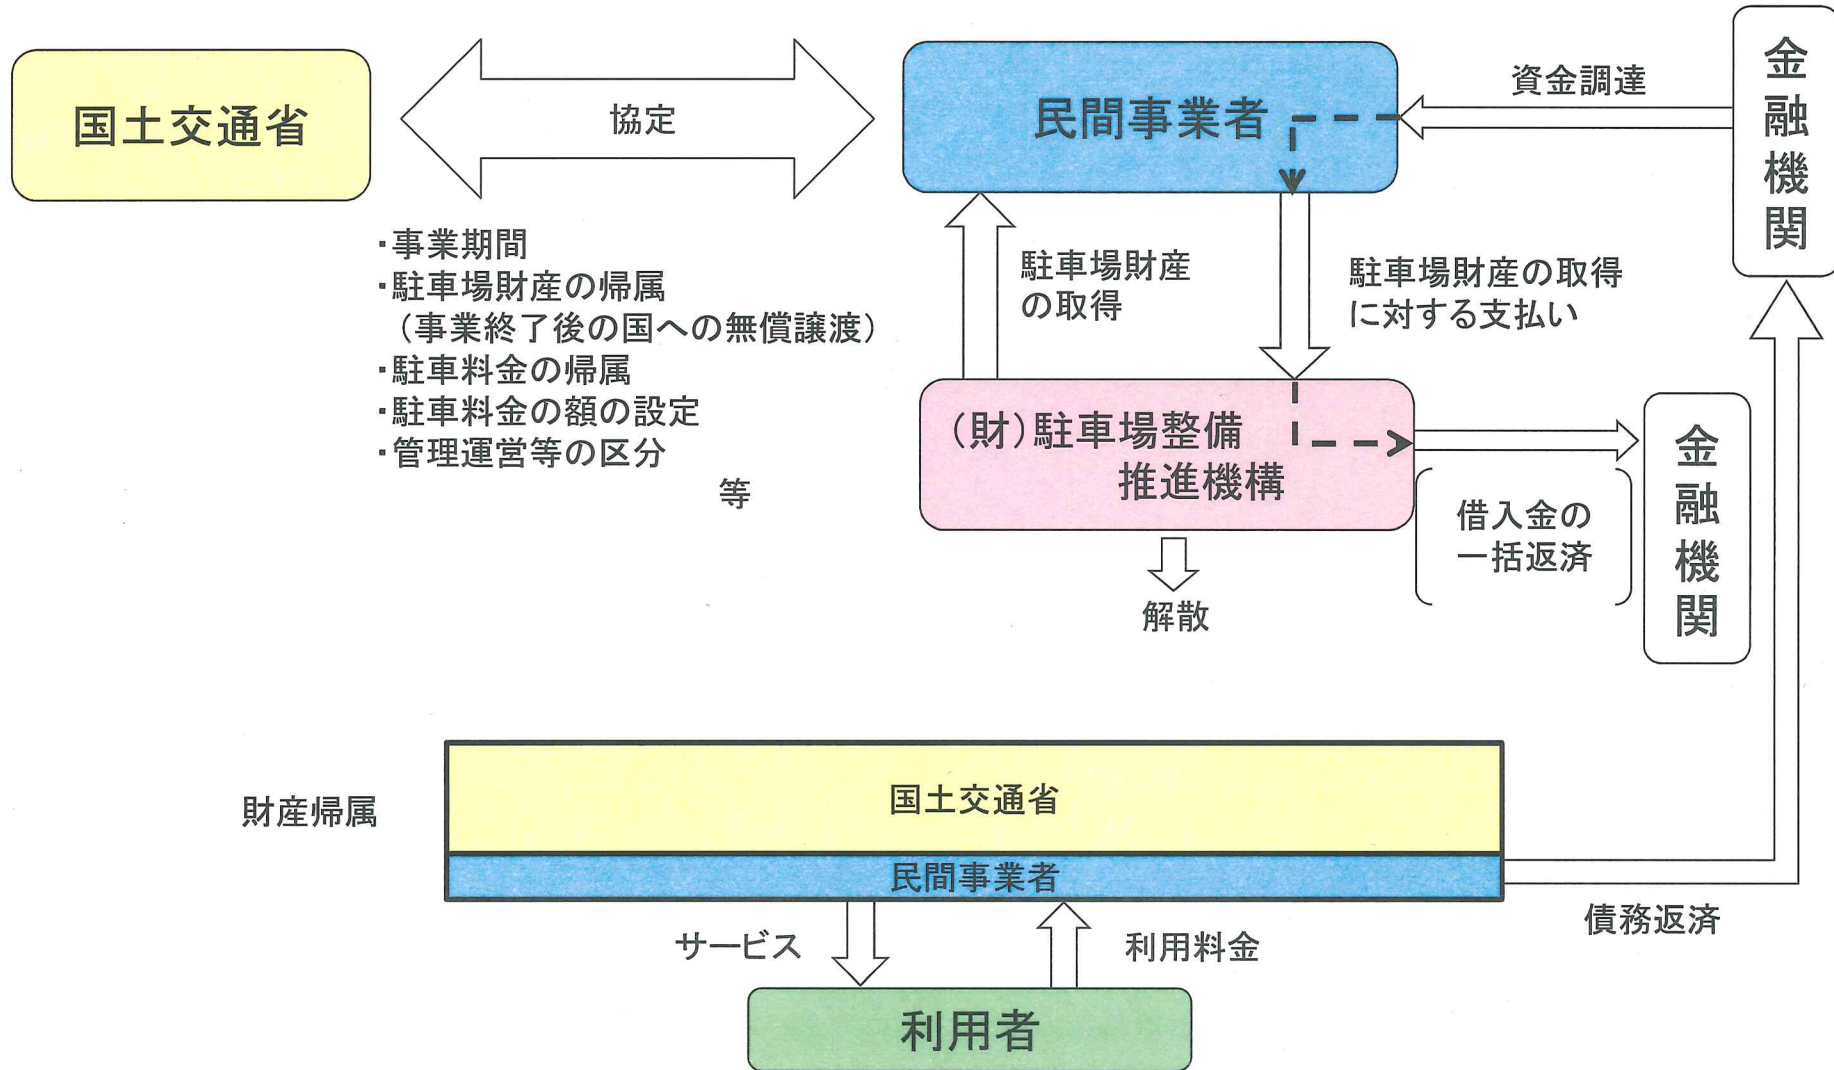 国土交通省
協定
民間事業者
資金調達
金融機関
・事業期間
・駐車場財産の帰属
（事業終了後の国への無償譲渡）
・駐車料金の帰属
・駐車料金の額の設定
・管理運営等の区分
等
駐車場財産
の取得
駐車場財産の取得
に対する支払い
（財）駐車場整備
推進機構
借入金の
一括返済
金融機関
解散
財産帰属
国土交通省
民間事業者
債務返済
サービス
利用料金
利用者